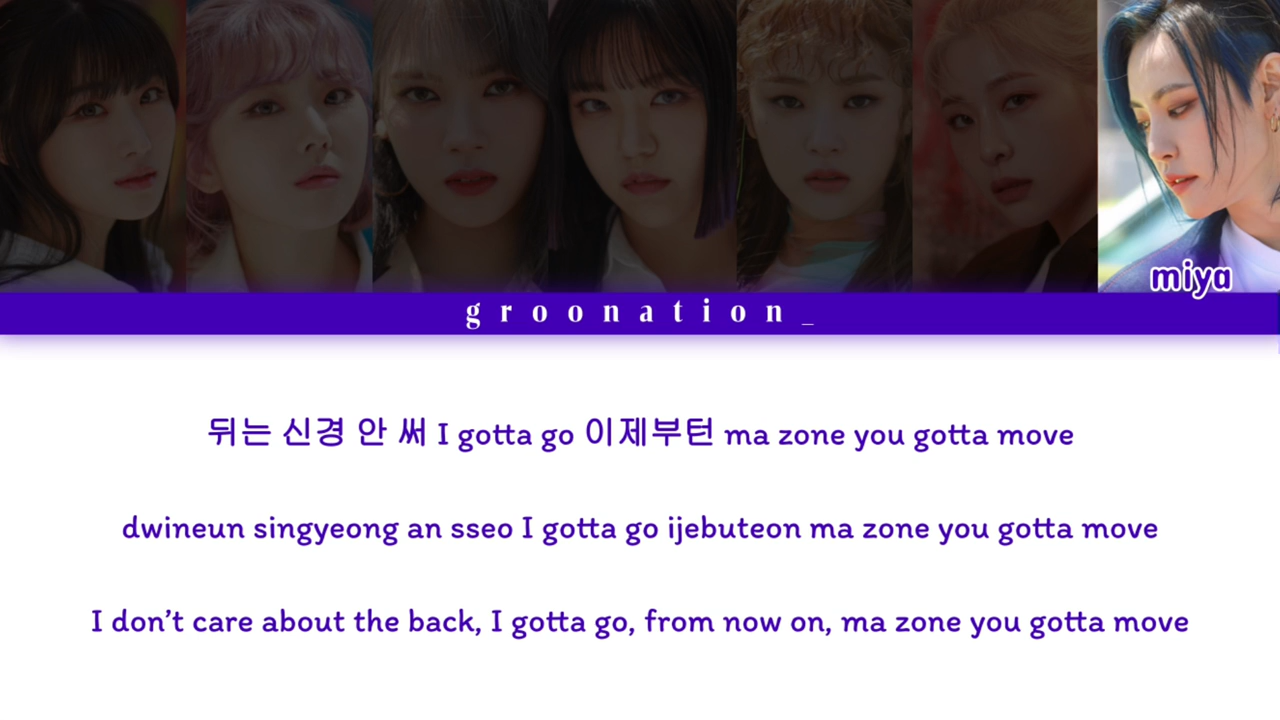 miya
groonation_
뒤는 신경 안 써 I gotta go 이제부턴 ma zone you gotta move
dwineun singyeong an sseo I gotta go ijebuteon ma zone you gotta move
I don’t care about the back, I gotta go, from now on, ma zone you gotta move